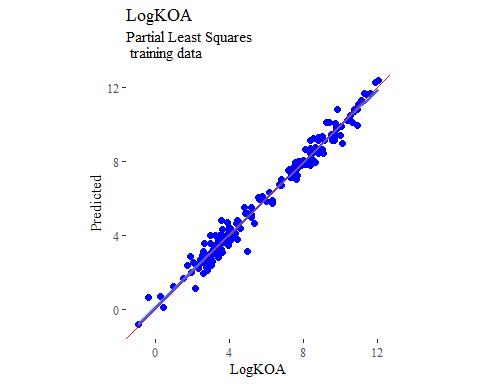 LogKOA
Partial Least Squares
training data
12
8
4
0
Predicted
0 4 8 12
LogKOA